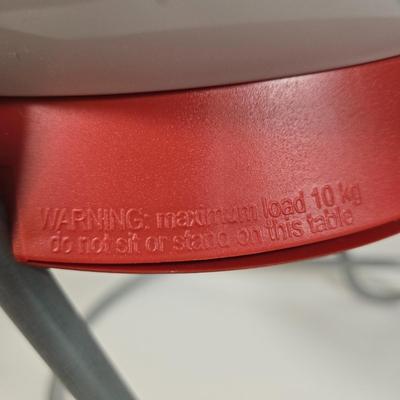 WARNING: maximum load 10 kg
do not sit or stand on this table